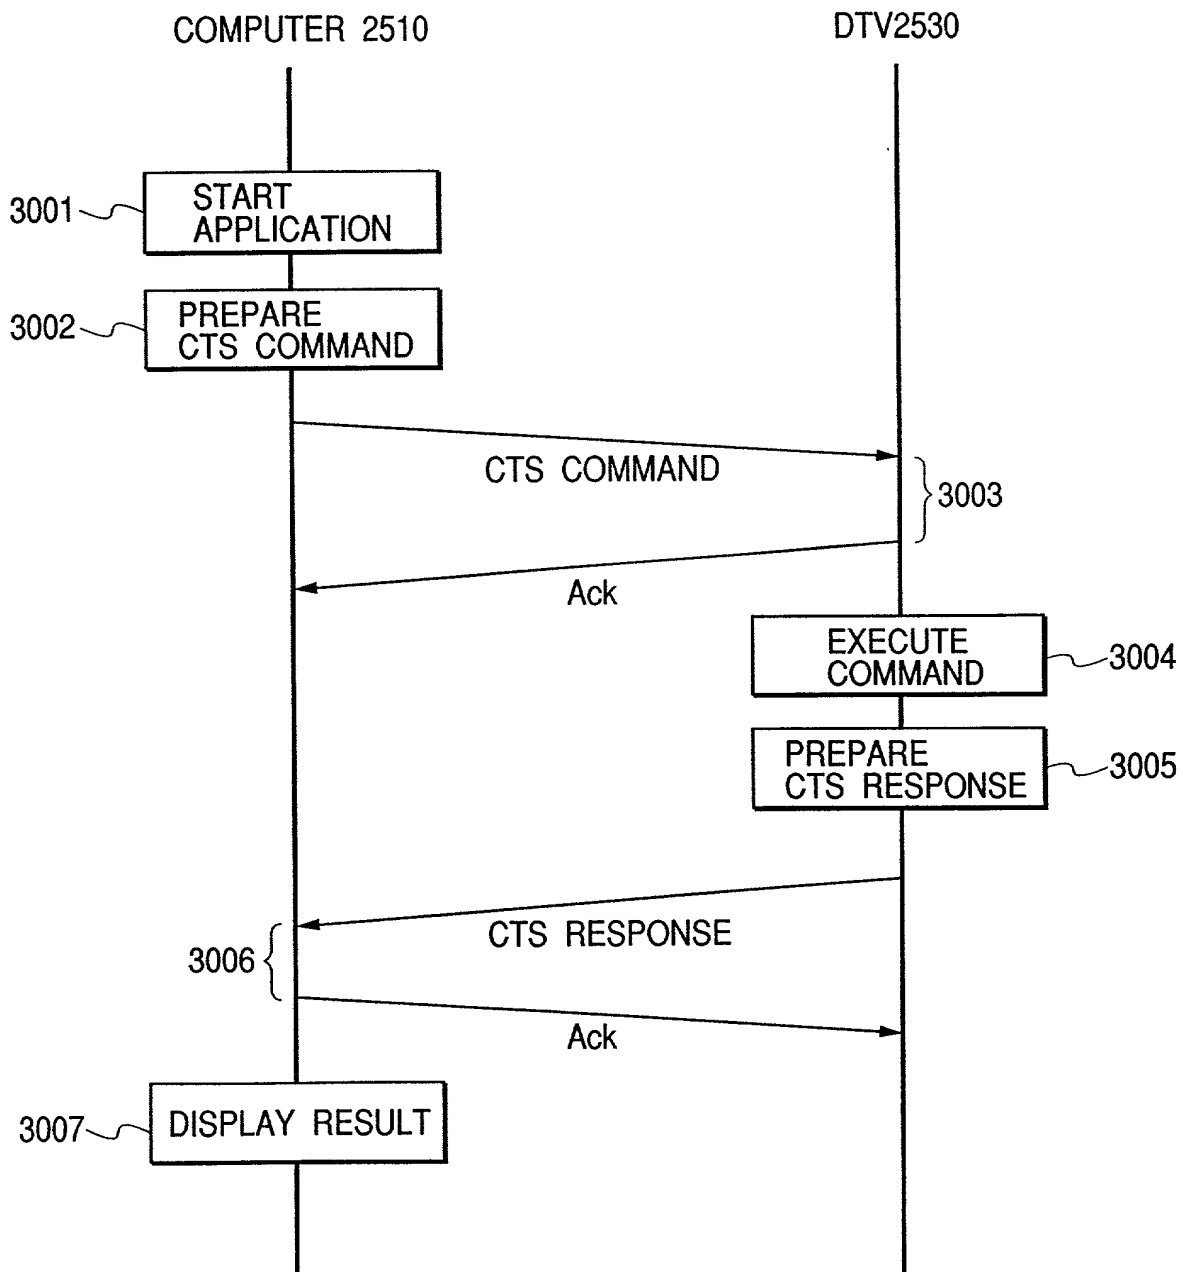 COMPUTER 2510
DTV2530
3001
START
APPLICATION
3002
PREPARE
CTS COMMAND
CTS COMMAND
3003
Ack
EXECUTE
COMMAND
3004
PREPARE
CTS RESPONSE
3005
CTS RESPONSE
3006
Ack
3007
DISPLAY RESULT